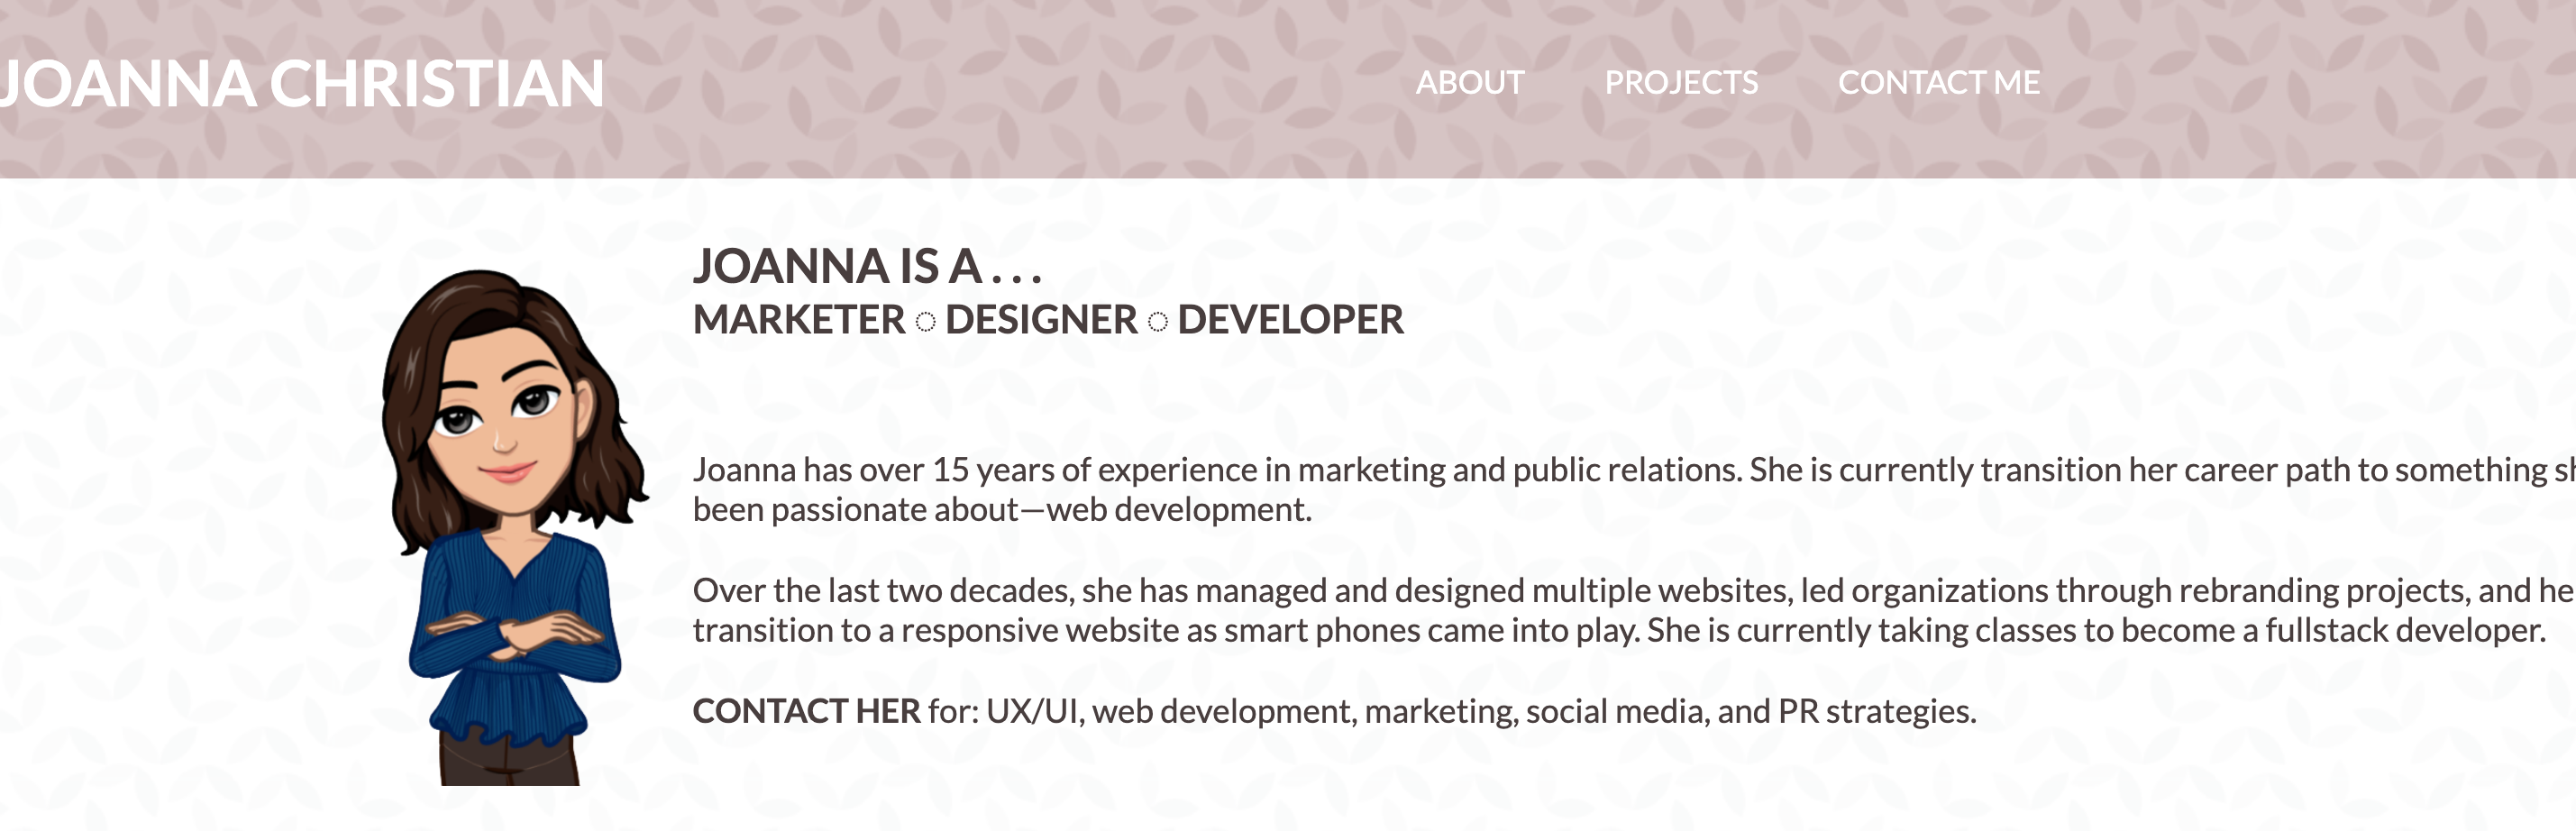 JOANNA CHRISTIAN
ABOUT PROJECTS CONTACT ME
JOANNA IS A . . .
MARKETER ◌ DESIGNER ◌ DEVELOPER
Joanna has over 15 years of experience in marketing and public relations. She is currently transition her career path to something
been passionate about—web development.
Over the last two decades, she has managed and designed multiple websites, led organizations through rebranding projects, and
transition to a responsive website as smart phones came into play. She is currently taking classes to become a fullstack developer.
CONTACT HER for: UX/UI, web development, marketing, social media, and PR strategies.